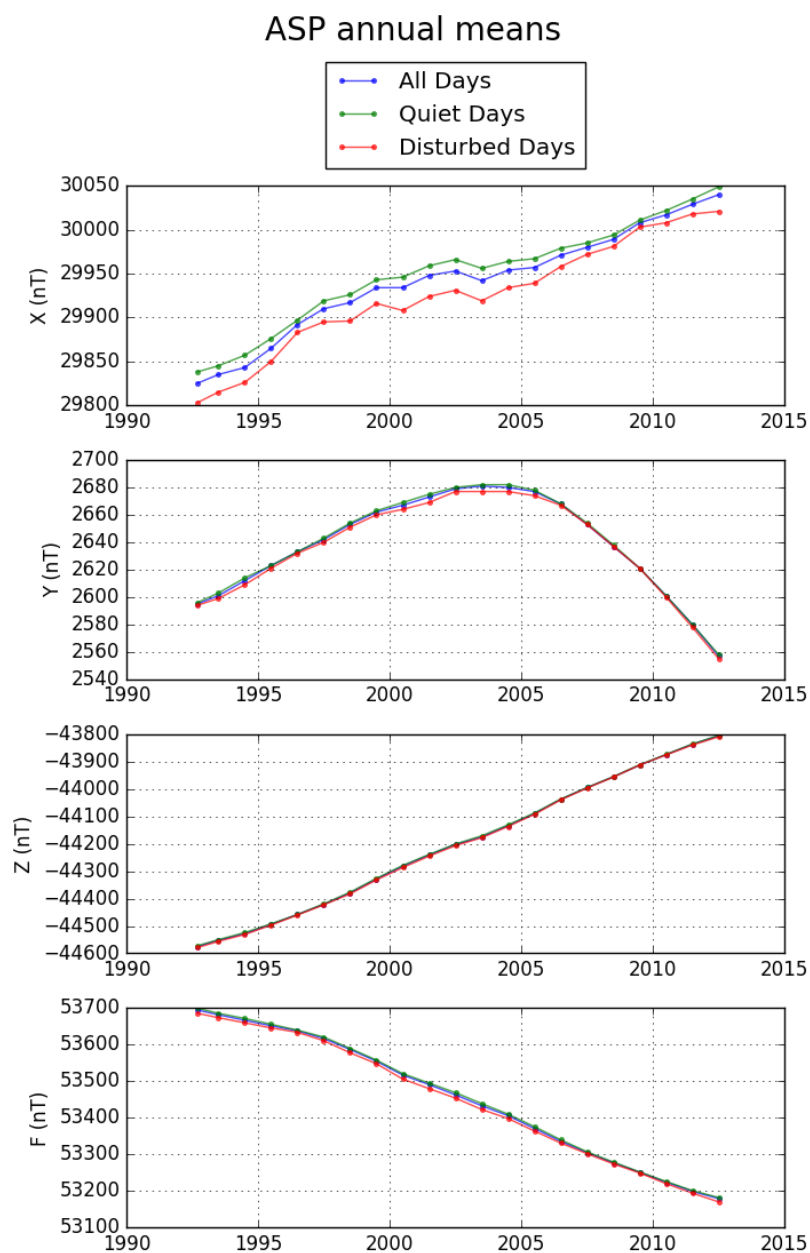 ASP annual means
All Days
Quiet Days
Disturbed Days
30050
30000
29950
29900
29850
29800
X (nT)
1990 1995 2000 2005 2010 2015
2700
2680
2660
2640
2620
2600
2580
2560
2540
Y (nT)
1990 1995 2000 2005 2010 2015
−43800
−43900
−44000
−44100
−44200
−44300
−44400
−44500
−44600
Z (nT)
1990 1995 2000 2005 2010 2015
53700
53600
53500
53400
53300
53200
53100
F (nT)
1990 1995 2000 2005 2010 2015